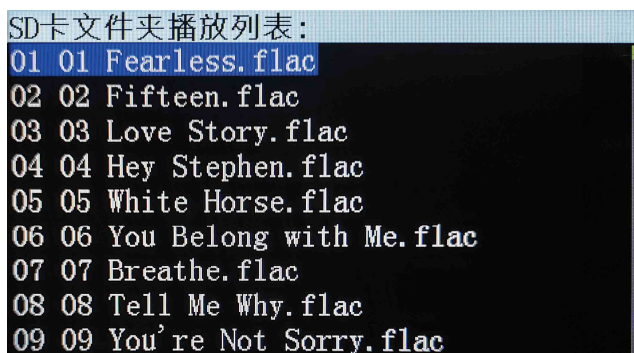 SD卡文件夹播放列表:
01 01 Fearless.flac
02 02 Fifteen.flac
03 03 Love Story.flac
04 04 Hey Stephen.flac
05 05 White Horse.flac
06 06 You Belong with Me.flac
07 07 Breathe.flac
08 08 Tell Me Why.flac
09 09 You're Not Sorry.flac